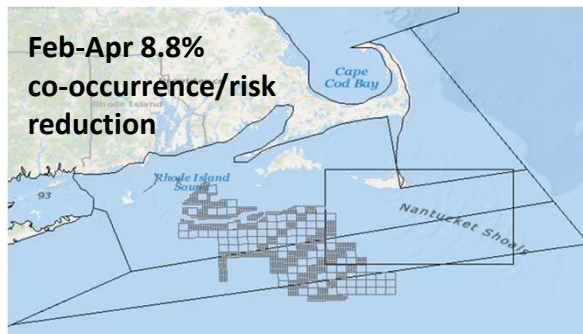 Feb-Apr 8.8%
co-occurrence/risk
reduction
Cape
Cod Bay
Rhode Island
Rhode Island
Sound
93
Nantucket Shoals